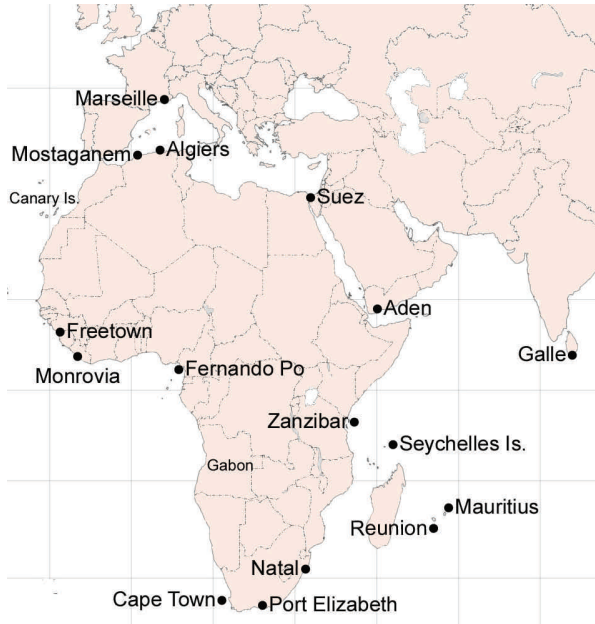 Marseille
Mostaganem
Algiers
Canary Is.
Suez
Aden
Freetown
Monrovia
Galle
Fernando Po
Zanzibar
Seychelles Is.
Gabon
Mauritius
Reunion
Natal
Cape Town
Port Elizabeth